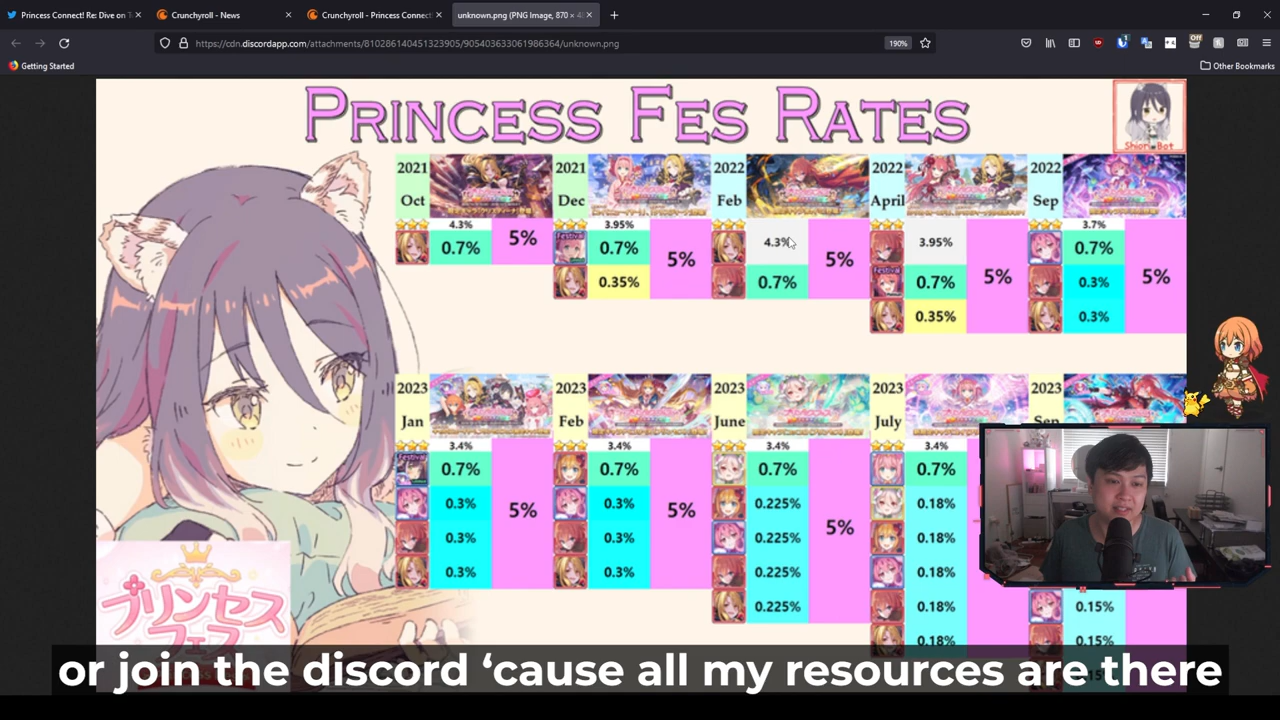 Princess Connect! Re: Dive on T
Crunchyroll - News
Crunchyroll - Princess Connect!
unknown.png (PNG Image, 870 × 4
https://cdn.discordapp.com/attachments/810286140451323905/905403633061986364/unknown.png
190%
Off
Getting Started
Other Bookmarks
PRINCESS FES RATES
Shiori Bot
2021 Oct
4.3%
0.7%
5%
2021 Dec
3.95%
0.7%
0.35%
5%
2022 Feb
4.3%
0.7%
5%
2022 April
3.95%
0.7%
0.35%
5%
2022 Sep
3.7%
0.7%
0.3%
0.3%
5%
2023 Jan
3.4%
0.7%
0.3%
0.3%
0.3%
5%
2023 Feb
3.4%
0.7%
0.3%
0.3%
0.3%
5%
2023 June
3.4%
0.7%
0.225%
0.225%
0.225%
0.225%
5%
2023 July
3.4%
0.7%
0.18%
0.18%
0.18%
0.18%
0.18%
2023 Sep
0.15%
0.15%
プリンセス
フェス
or join the discord ‘cause all my resources are there